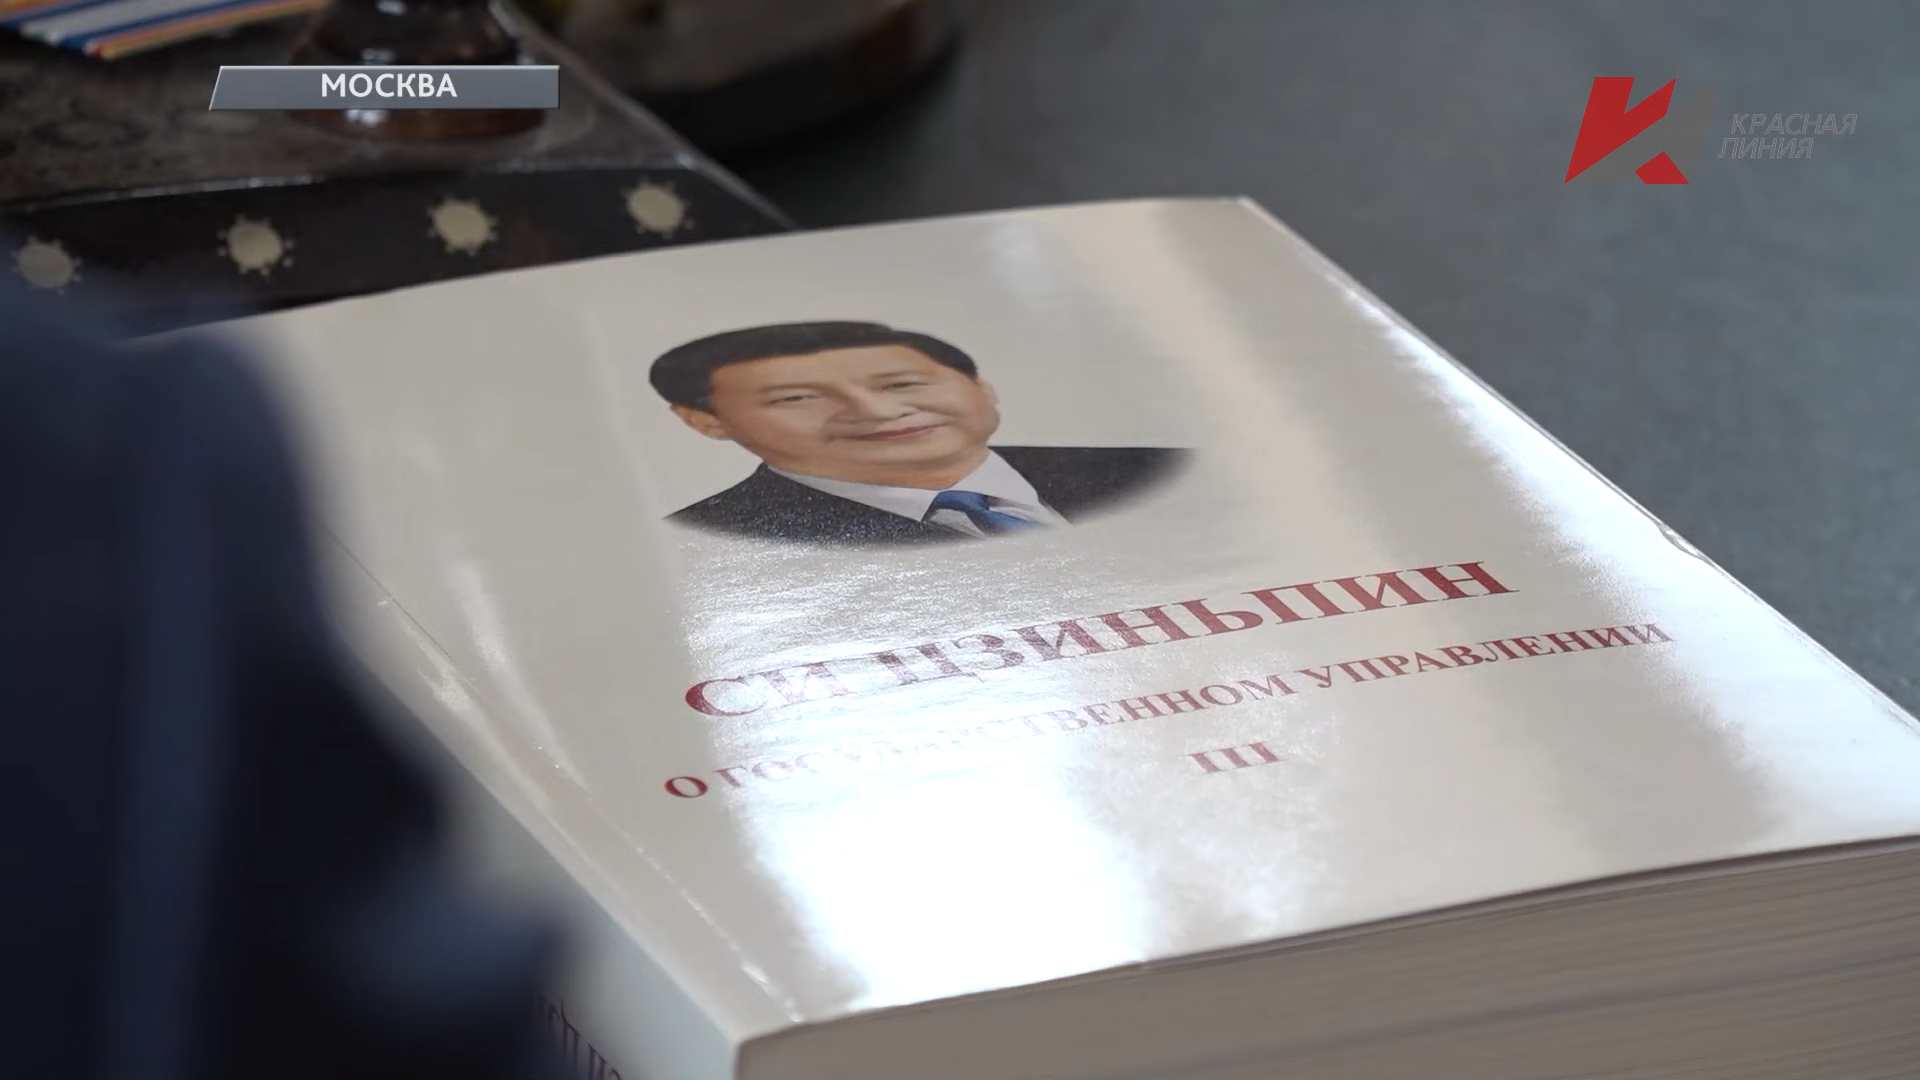 МОСКВА
КРАСНАЯ
ЛИНИЯ
СИ ЦЗИНЬПИН
О ГОСУДАРСТВЕННОМ УПРАВЛЕНИИ
III